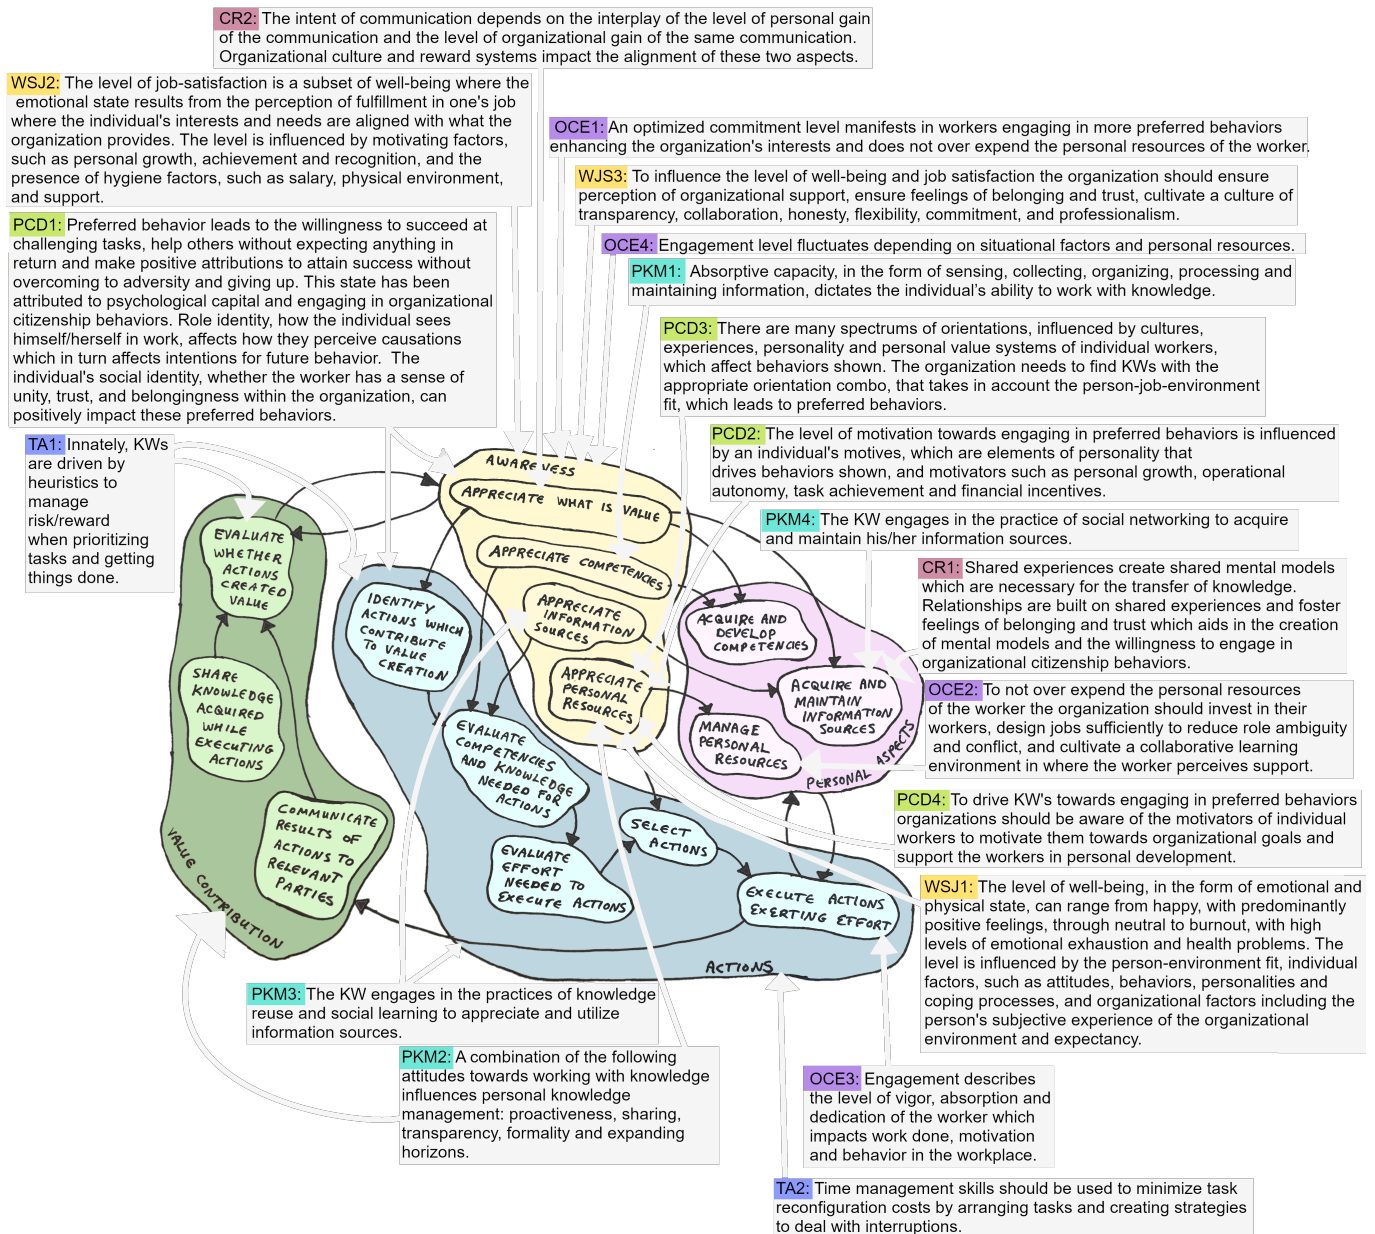 CR2: The intent of communication depends on the interplay of the level of personal gain
of the communication and the level of organizational gain of the same communication.
Organizational culture and reward systems impact the alignment of these two aspects.
WSJ2: The level of job-satisfaction is a subset of well-being where the
emotional state results from the perception of fulfillment in one's job
where the individual's interests and needs are aligned with what the
organization provides. The level is influenced by motivating factors,
such as personal growth, achievement and recognition, and the
presence of hygiene factors, such as salary, physical environment,
and support.
OCE1: An optimized commitment level manifests in workers engaging in more preferred behaviors
enhancing the organization's interests and does not over expend the personal resources of the worker.
WJS3: To influence the level of well-being and job satisfaction the organization should ensure
perception of organizational support, ensure feelings of belonging and trust, cultivate a culture of
transparency, collaboration, honesty, flexibility, commitment, and professionalism.
PCD1: Preferred behavior leads to the willingness to succeed at
challenging tasks, help others without expecting anything in
return and make positive attributions to attain success without
overcoming to adversity and giving up. This state has been
attributed to psychological capital and engaging in organizational
citizenship behaviors. Role identity, how the individual sees
himself/herself in work, affects how they perceive causations
which in turn affects intentions for future behavior. The
individual's social identity, whether the worker has a sense of
unity, trust, and belongingness within the organization, can
positively impact these preferred behaviors.
OCE4: Engagement level fluctuates depending on situational factors and personal resources.
PKM1: Absorptive capacity, in the form of sensing, collecting, organizing, processing and
maintaining information, dictates the individual's ability to work with knowledge.
PCD3: There are many spectrums of orientations, influenced by cultures,
experiences, personality and personal value systems of individual workers,
which affect behaviors shown. The organization needs to find KWs with the
appropriate orientation combo, that takes in account the person-job-environment
fit, which leads to preferred behaviors.
PCD2: The level of motivation towards engaging in preferred behaviors is influenced
by an individual's motives, which are elements of personality that
drives behaviors shown, and motivators such as personal growth, operational
autonomy, task achievement and financial incentives.
TA1: Innately, KWs
are driven by
heuristics to
manage
risk/reward
when prioritizing
tasks and getting
things done.
PKM4: The KW engages in the practice of social networking to acquire
and maintain his/her information sources.
CR1: Shared experiences create shared mental models
which are necessary for the transfer of knowledge.
Relationships are built on shared experiences and foster
feelings of belonging and trust which aids in the creation
of mental models and the willingness to engage in
organizational citizenship behaviors.
OCE2: To not over expend the personal resources
of the worker the organization should invest in their
workers, design jobs sufficiently to reduce role ambiguity
and conflict, and cultivate a collaborative learning
environment in where the worker perceives support.
PCD4: To drive KW's towards engaging in preferred behaviors
organizations should be aware of the motivators of individual
workers to motivate them towards organizational goals and
support the workers in personal development.
WSJ1: The level of well-being, in the form of emotional and
physical state, can range from happy, with predominantly
positive feelings, through neutral to burnout, with high
levels of emotional exhaustion and health problems. The
level is influenced by the person-environment fit, individual
factors, such as attitudes, behaviors, personalities and
coping processes, and organizational factors including the
person's subjective experience of the organizational
environment and expectancy.
AWARENESS
APPRECIATE WHAT IS VALUE
APPRECIATE COMPETENCIES
APPRECIATE
INFORMATION
SOURCES
APPRECIATE
PERSONAL
RESOURCES
EVALUATE
WHETHER
ACTIONS
CREATED
VALUE
SHARE
KNOWLEDGE
ACQUIRED
WHILE
EXECUTING
ACTIONS
COMMUNICATE
RESULTS OF
ACTIONS TO
RELEVANT
PARTIES
VALUE CONTRIBUTION
IDENTIFY
ACTIONS WHICH
CONTRIBUTE
TO VALUE
CREATION
EVALUATE
COMPETENCIES
AND KNOWLEDGE
NEEDED FOR
ACTIONS
EVALUATE
EFFORT
NEEDED TO
EXECUTE ACTIONS
SELECT
ACTIONS
EXECUTE ACTIONS
EXERTING EFFORT
ACTIONS
ACQUIRE AND
DEVELOP
COMPETENCIES
ACQUIRE AND
MAINTAIN
INFORMATION
SOURCES
MANAGE
PERSONAL
RESOURCES
PERSONAL ASPECTS
PKM3: The KW engages in the practices of knowledge
reuse and social learning to appreciate and utilize
information sources.
PKM2: A combination of the following
attitudes towards working with knowledge
influences personal knowledge
management: proactiveness, sharing,
transparency, formality and expanding
horizons.
OCE3: Engagement describes
the level of vigor, absorption and
dedication of the worker which
impacts work done, motivation
and behavior in the workplace.
TA2: Time management skills should be used to minimize task
reconfiguration costs by arranging tasks and creating strategies
to deal with interruptions.